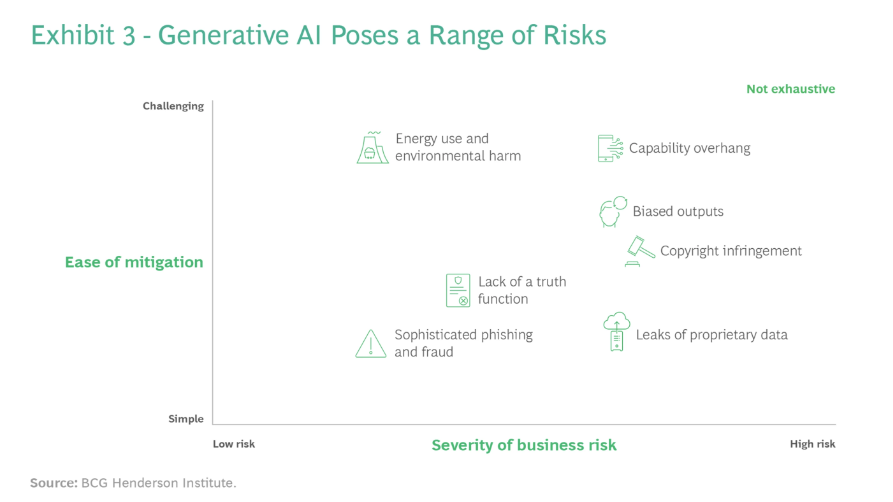 Exhibit 3 - Generative AI Poses a Range of Risks
Not exhaustive
Challenging
Energy use and
environmental harm
Capability overhang
Biased outputs
Copyright infringement
Ease of mitigation
Lack of a truth
function
Sophisticated phishing
and fraud
Leaks of proprietary data
Simple
Low risk
Severity of business risk
High risk
Source: BCG Henderson Institute.